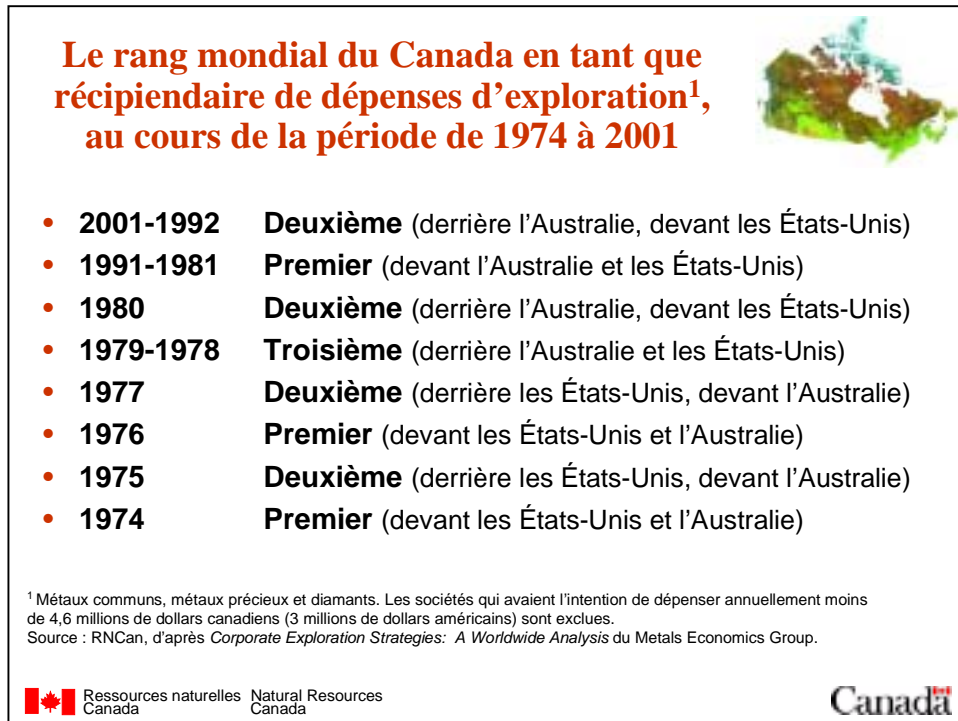 Le rang mondial du Canada en tant que
récipiendaire de dépenses d'exploration¹,
au cours de la période de 1974 à 2001
• 2001-1992 Deuxième (derrière l'Australie, devant les États-Unis)
• 1991-1981 Premier (devant l'Australie et les États-Unis)
• 1980 Deuxième (derrière l'Australie, devant les États-Unis)
• 1979-1978 Troisième (derrière l'Australie et les États-Unis)
• 1977 Deuxième (derrière les États-Unis, devant l'Australie)
• 1976 Premier (devant les États-Unis et l'Australie)
• 1975 Deuxième (derrière les États-Unis, devant l'Australie)
• 1974 Premier (devant les États-Unis et l'Australie)
¹ Métaux communs, métaux précieux et diamants. Les sociétés qui avaient l'intention de dépenser annuellement moins
de 4,6 millions de dollars canadiens (3 millions de dollars américains) sont exclues.
Source : RNCan, d'après Corporate Exploration Strategies: A Worldwide Analysis du Metals Economics Group.
Ressources naturelles Natural Resources
Canada Canada
Canada